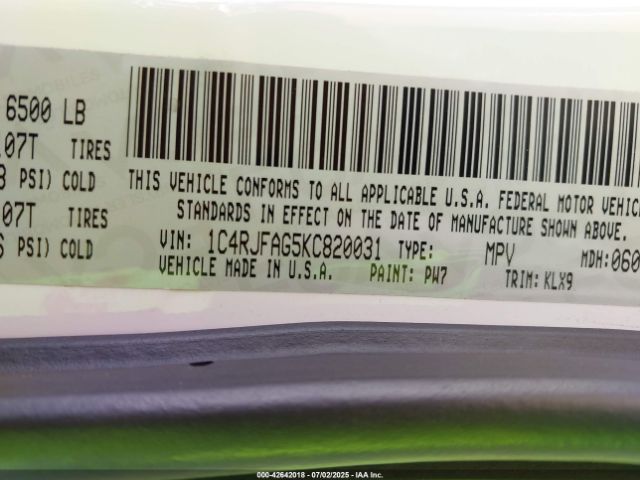 6500 LB
07T TIRES
PSI) COLD
07T
PSI) COLD
THIS VEHICLE CONFORMS TO ALL APPLICABLE U.S.A. FEDERAL MOTOR VEHIC
STANDARDS IN EFFECT ON THE DATE OF MANUFACTURE SHOWN ABOVE.
VIN: 1C4RJFAG5KC820031 TYPE: MPV MDH: 060
VEHICLE MADE IN U.S.A. PAINT: PW7 TRIM: KLX9
000-42642018 - 07/02/2025 - IAA Inc.